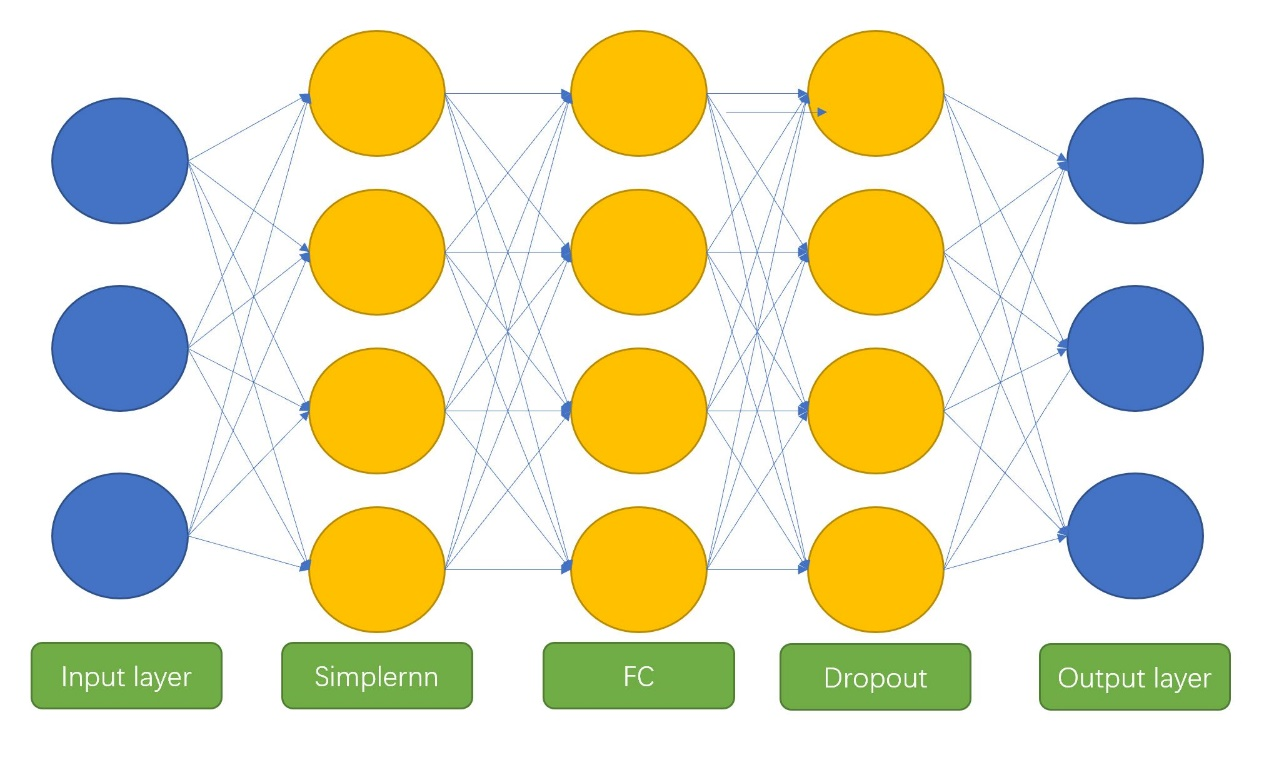 Input layer
Simplernn
FC
Dropout
Output layer